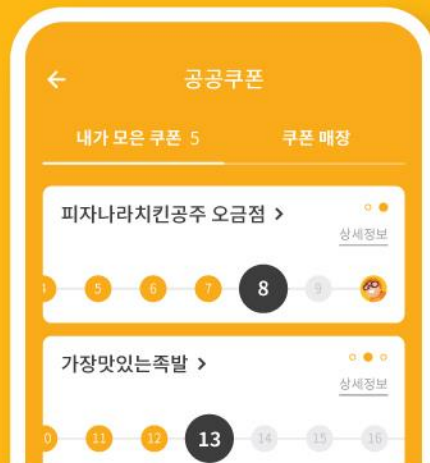 공공쿠폰
내가 모은 쿠폰 5
쿠폰 매장
피자나라치킨공주 오금점 >
상세정보
5 6 7 8 9
가장맛있는족발 >
상세정보
11 12 13 14 15 16